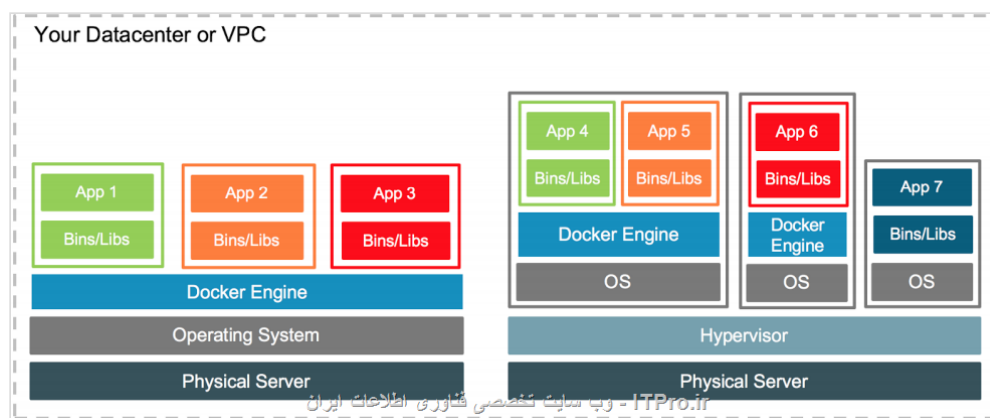 Your Datacenter or VPC
App 1
Bins/Libs
App 2
Bins/Libs
App 3
Bins/Libs
Docker Engine
Operating System
Physical Server
App 4
Bins/Libs
App 5
Bins/Libs
Docker Engine
OS
App 6
Bins/Libs
Docker
Engine
OS
App 7
Bins/Libs
OS
Hypervisor
Physical Server
ITPro.ir - وب سایت تخصصی فناوری اطلاعات ایران